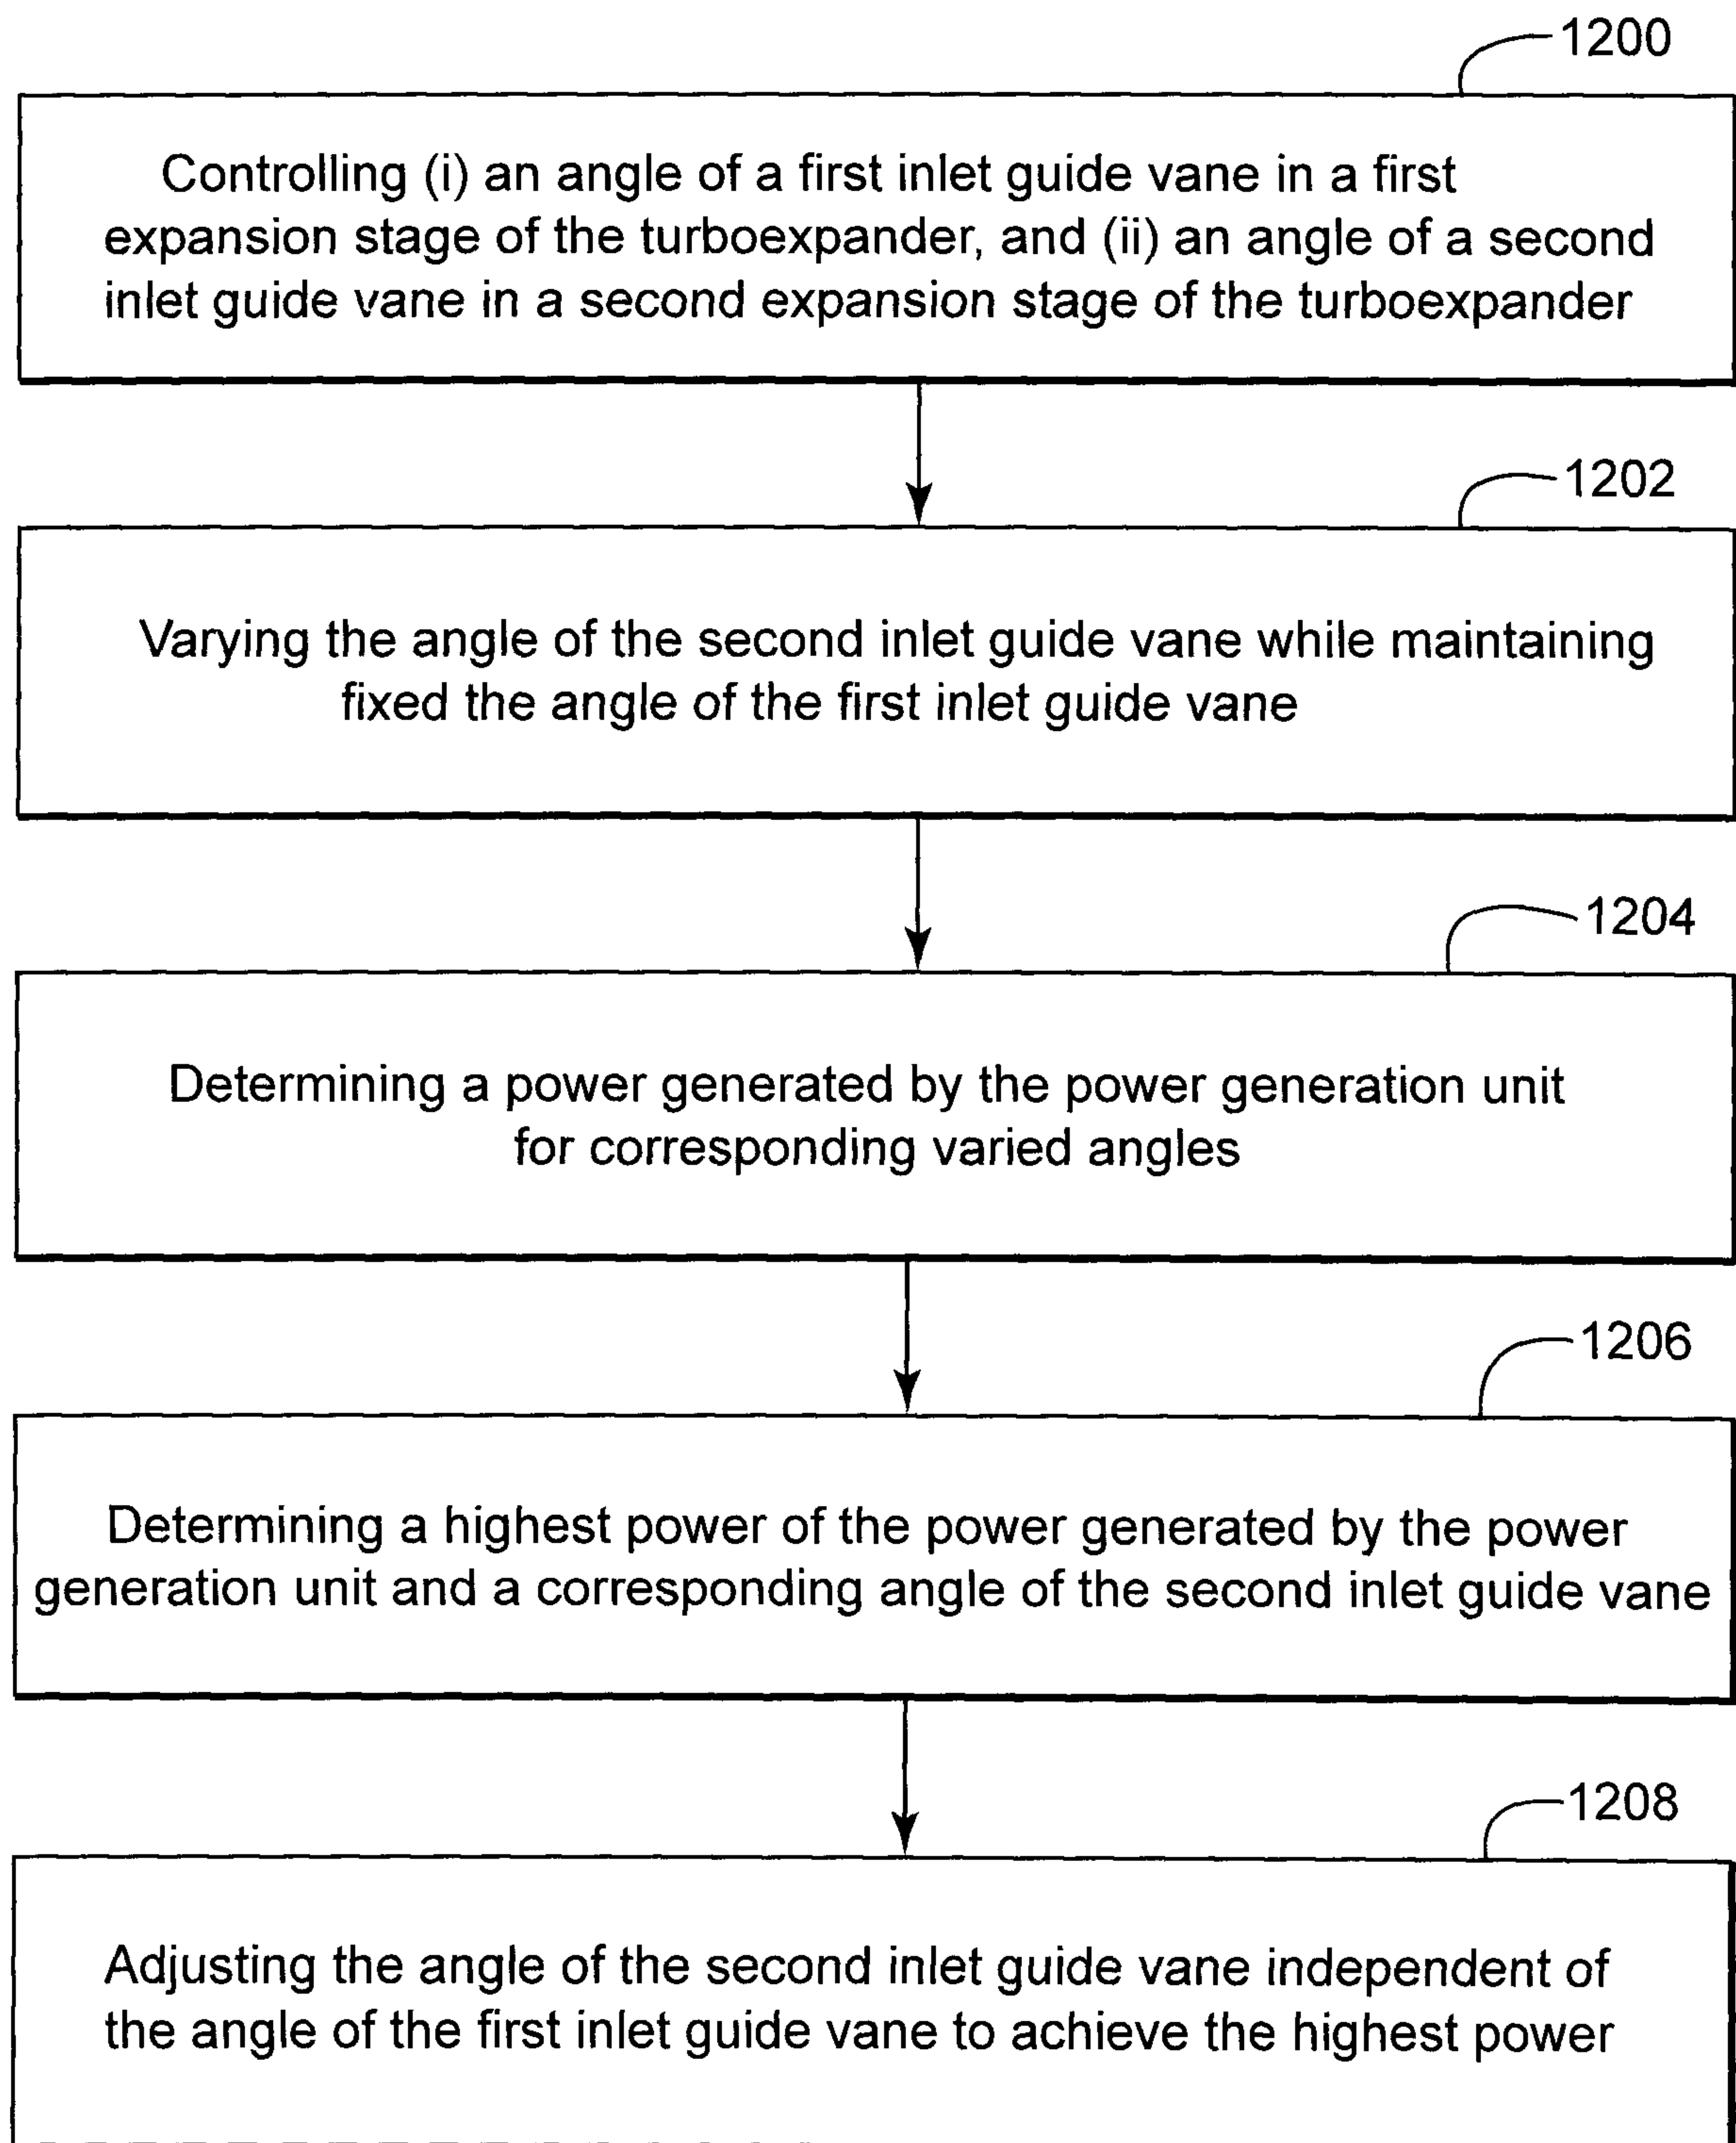 1200
Controlling (i) an angle of a first inlet guide vane in a first
expansion stage of the turboexpander, and (ii) an angle of a second
inlet guide vane in a second expansion stage of the turboexpander
1202
Varying the angle of the second inlet guide vane while maintaining
fixed the angle of the first inlet guide vane
1204
Determining a power generated by the power generation unit
for corresponding varied angles
1206
Determining a highest power of the power generated by the power
generation unit and a corresponding angle of the second inlet guide vane
1208
Adjusting the angle of the second inlet guide vane independent of
the angle of the first inlet guide vane to achieve the highest power